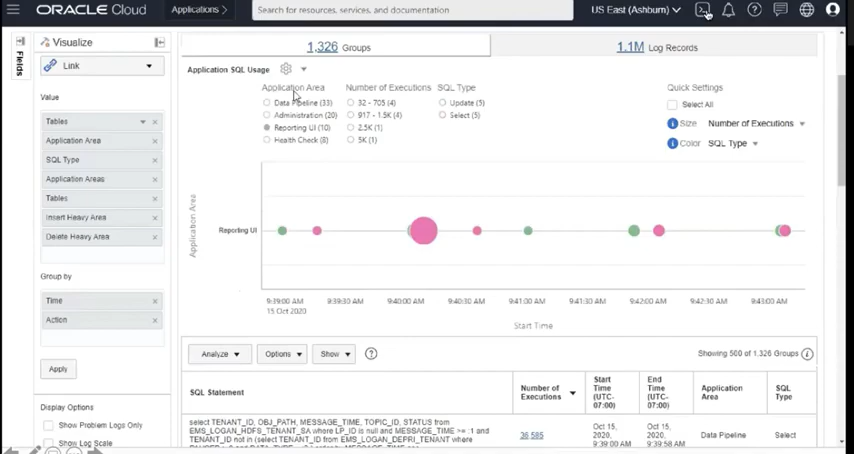 ORACLE Cloud
Applications >
Search for resources, services, and documentation
US East (Ashburn)
Fields
Visualize
Link
Value
Tables
Application Area
SQL Type
Application Areas
Tables
Insert Heavy Area
Delete Heavy Area
Group by
Time
Action
Apply
Display Options
Show Problem Logs Only
Show Log Scale
1,326 Groups
1.1M Log Records
Application SQL Usage
Application Area
Data Pipeline (33)
Administration (20)
Reporting UI (10)
Health Check (8)
Number of Executions
32 - 705 (4)
917 - 1.5K (4)
2.5K (1)
5K (1)
SQL Type
Update (5)
Select (5)
Quick Settings
Select All
Size Number of Executions
Color SQL Type
Application Area
Reporting UI
9:39:00 AM 9:39:30 AM 9:40:00 AM 9:40:30 AM 9:41:00 AM 9:41:30 AM 9:42:00 AM 9:42:30 AM 9:43:00 AM
15 Oct 2020
Start Time
Analyze
Options
Show
Showing 500 of 1,326 Groups
SQL Statement
Number of
Executions
Start
Time
(UTC-
07:00)
End
Time
(UTC-
07:00)
Application
Area
SQL
Type
select TENANT_ID, OBJ_PATH, MESSAGE_TIME, TOPIC_ID, STATUS from
EMS_LOGAN_HDFS_TENANT_SA where LP_ID is null and MESSAGE_TIME >= :1 and
TENANT_ID not in (select TENANT_ID from EMS_LOGAN_DEPRI_TENANT where
36,585
Oct 15,
2020,
9:39:00 AM
Oct 15,
2020,
9:39:58 AM
Data Pipeline
Select